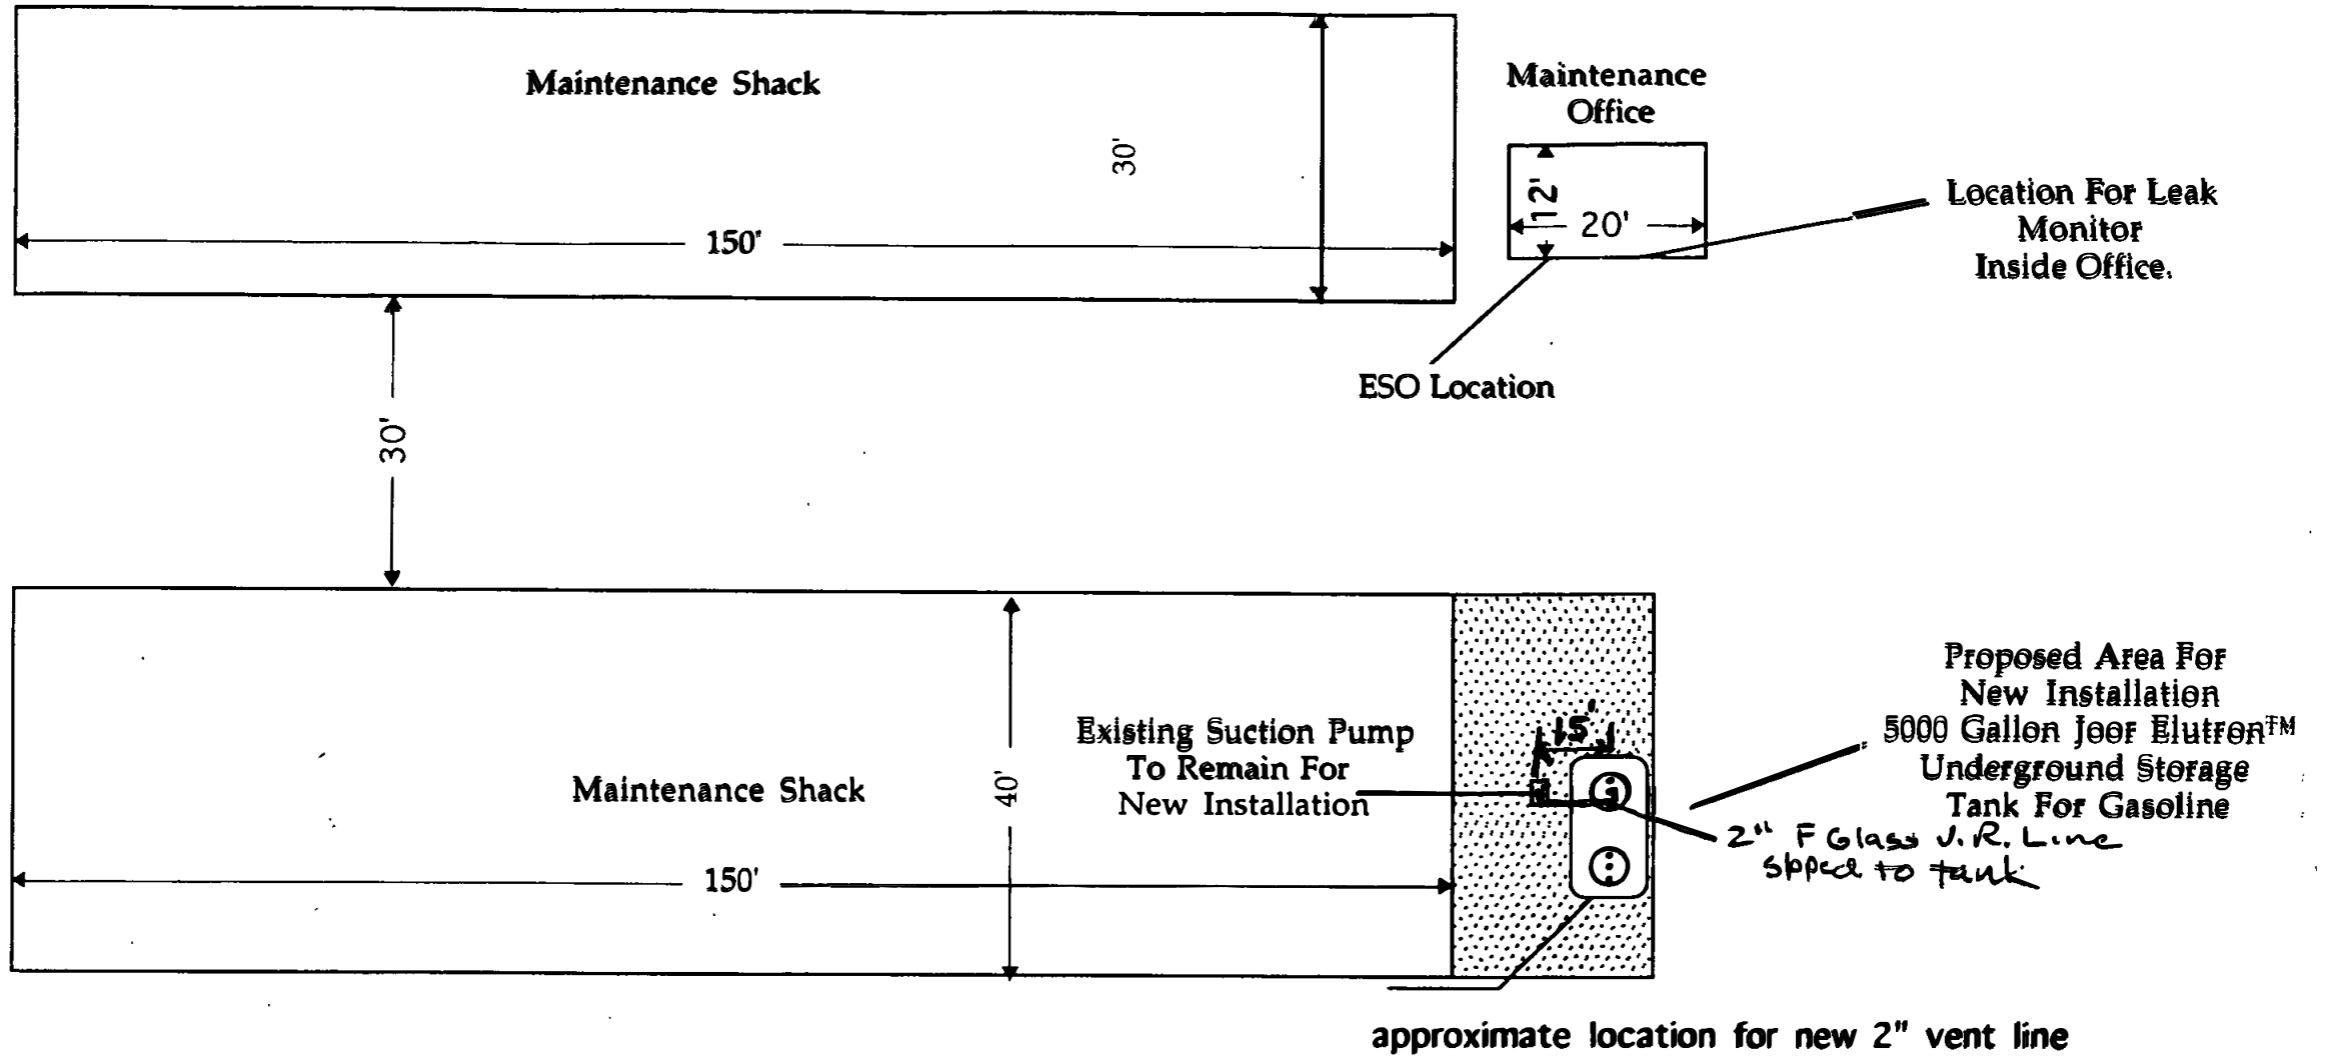 Maintenance Shack
30'
150'
Maintenance
Office
12'
20'
Location For Leak
Monitor
Inside Office.
ESO Location
30'
Maintenance Shack
40'
150'
Existing Suction Pump
To Remain For
New Installation
15'
Proposed Area For
New Installation
5000 Gallon Joor Elutron™
Underground Storage
Tank For Gasoline
2" F Glass V.R. Line
to tank
approximate location for new 2" vent line